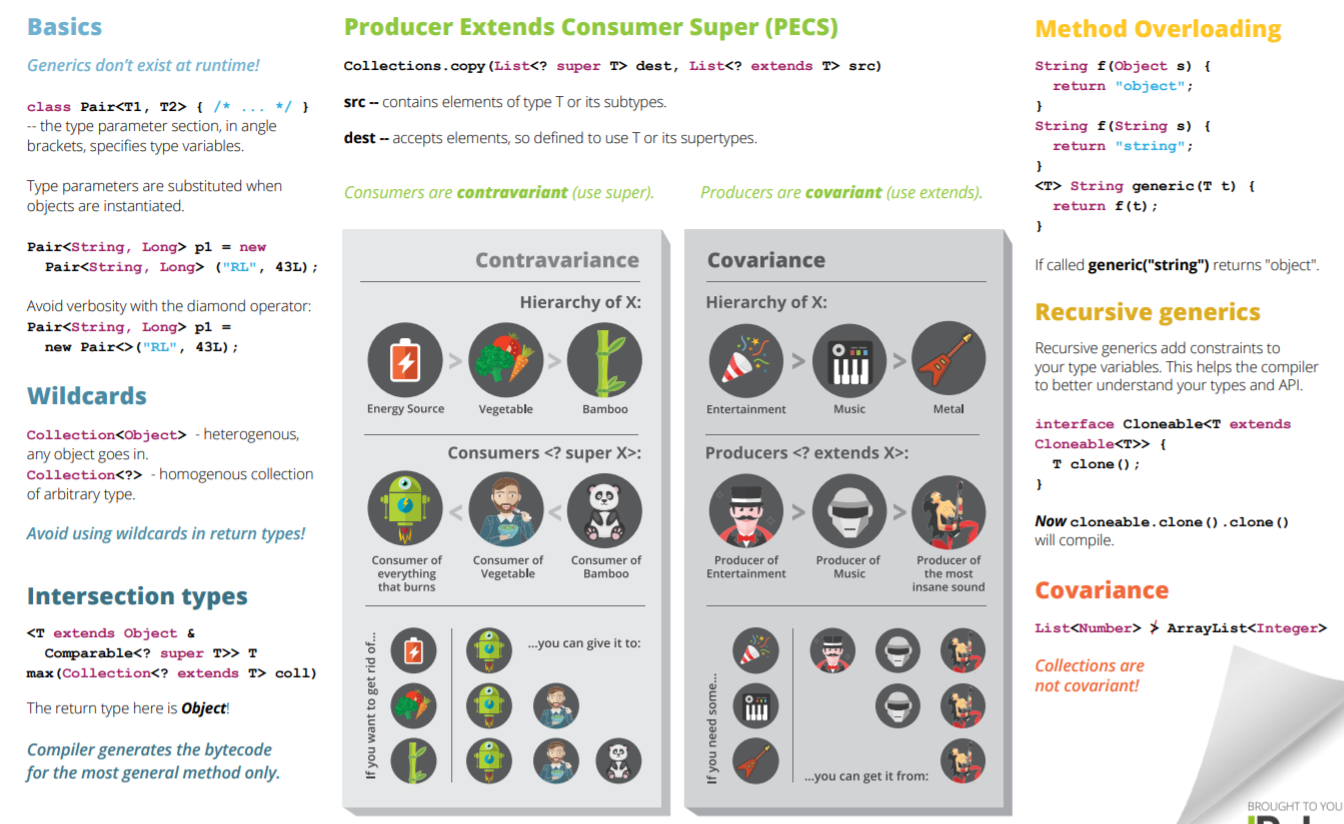 Basics
Generics don’t exist at runtime!
class Pair<T1, T2> { /* ... */ }
-- the type parameter section, in angle
brackets, specifies type variables.
Type parameters are substituted when
objects are instantiated.
Pair<String, Long> p1 = new
Pair<String, Long> ("RL", 43L);
Avoid verbosity with the diamond operator:
Pair<String, Long> p1 =
new Pair<>("RL", 43L);
Wildcards
Collection<Object> - heterogenous,
any object goes in.
Collection<?> - homogenous collection
of arbitrary type.
Avoid using wildcards in return types!
Intersection types
<T extends Object &
Comparable<? super T>> T
max(Collection<? extends T> coll)
The return type here is Object!
Compiler generates the bytecode
for the most general method only.
Producer Extends Consumer Super (PECS)
Collections.copy(List<? super T> dest, List<? extends T> src)
src -- contains elements of type T or its subtypes.
dest -- accepts elements, so defined to use T or its supertypes.
Consumers are contravariant (use super).
Producers are covariant (use extends).
Contravariance
Hierarchy of X:
> >
Energy Source Vegetable Bamboo
Consumers <? super X>:
< <
Consumer of everything that burns
Consumer of Vegetable
Consumer of Bamboo
If you want to get rid of...
...you can give it to:
Covariance
Hierarchy of X:
> >
Entertainment Music Metal
Producers <? extends X>:
> >
Producer of Entertainment
Producer of Music
Producer of the most insane sound
If you need some...
...you can get it from:
Method Overloading
String f(Object s) {
return "object";
}
String f(String s) {
return "string";
}
<T> String generic(T t) {
return f(t);
}
If called generic("string") returns "object".
Recursive generics
Recursive generics add constraints to
your type variables. This helps the compiler
to better understand your types and API.
interface Cloneable<T extends
Cloneable<T>> {
T clone();
}
Now cloneable.clone().clone()
will compile.
Covariance
List<Number> ≯ ArrayList<Integer>
Collections are
not covariant!
BROUGHT TO YOU